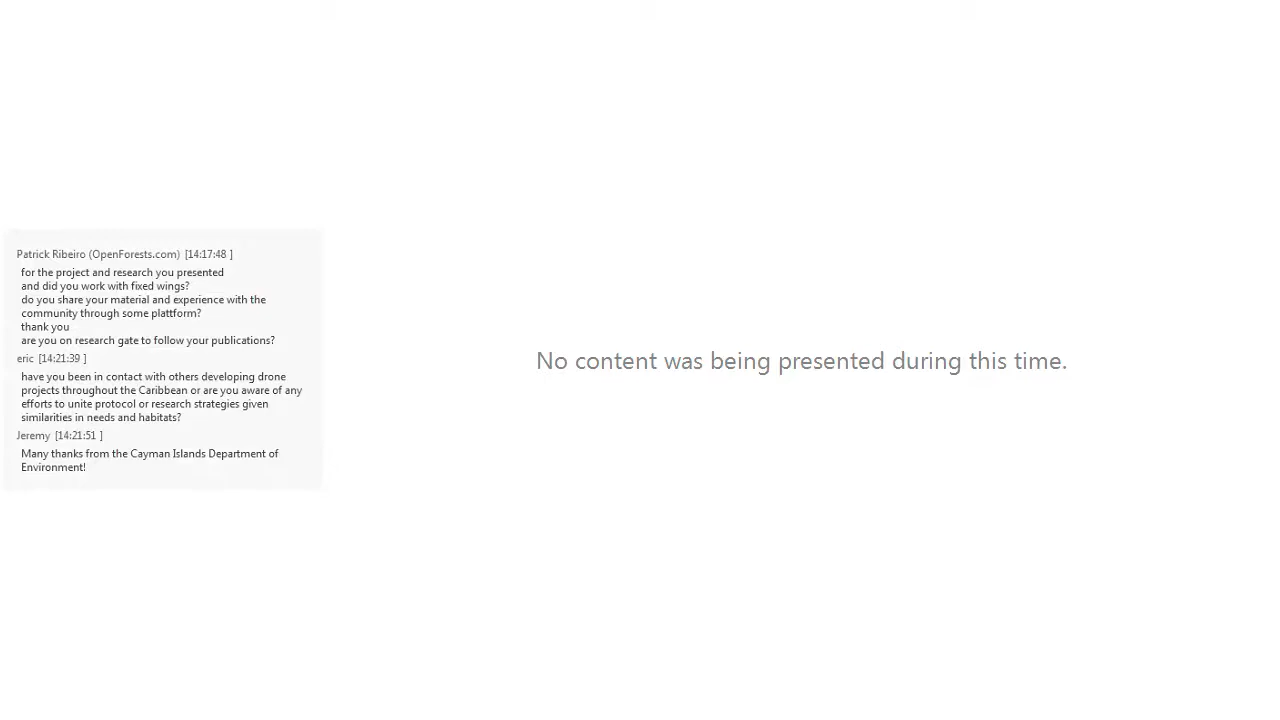 Patrick Ribeiro (OpenForests.com) [14:17:48 ]
for the project and research you presented
and did you work with fixed wings?
do you share your material and experience with the
community through some plattform?
thank you
are you on research gate to follow your publications?
eric [14:21:39 ]
have you been in contact with others developing drone
projects throughout the Caribbean or are you aware of any
efforts to unite protocol or research strategies given
similarities in needs and habitats?
Jeremy [14:21:51 ]
Many thanks from the Cayman Islands Department of
Environment!
No content was being presented during this time.